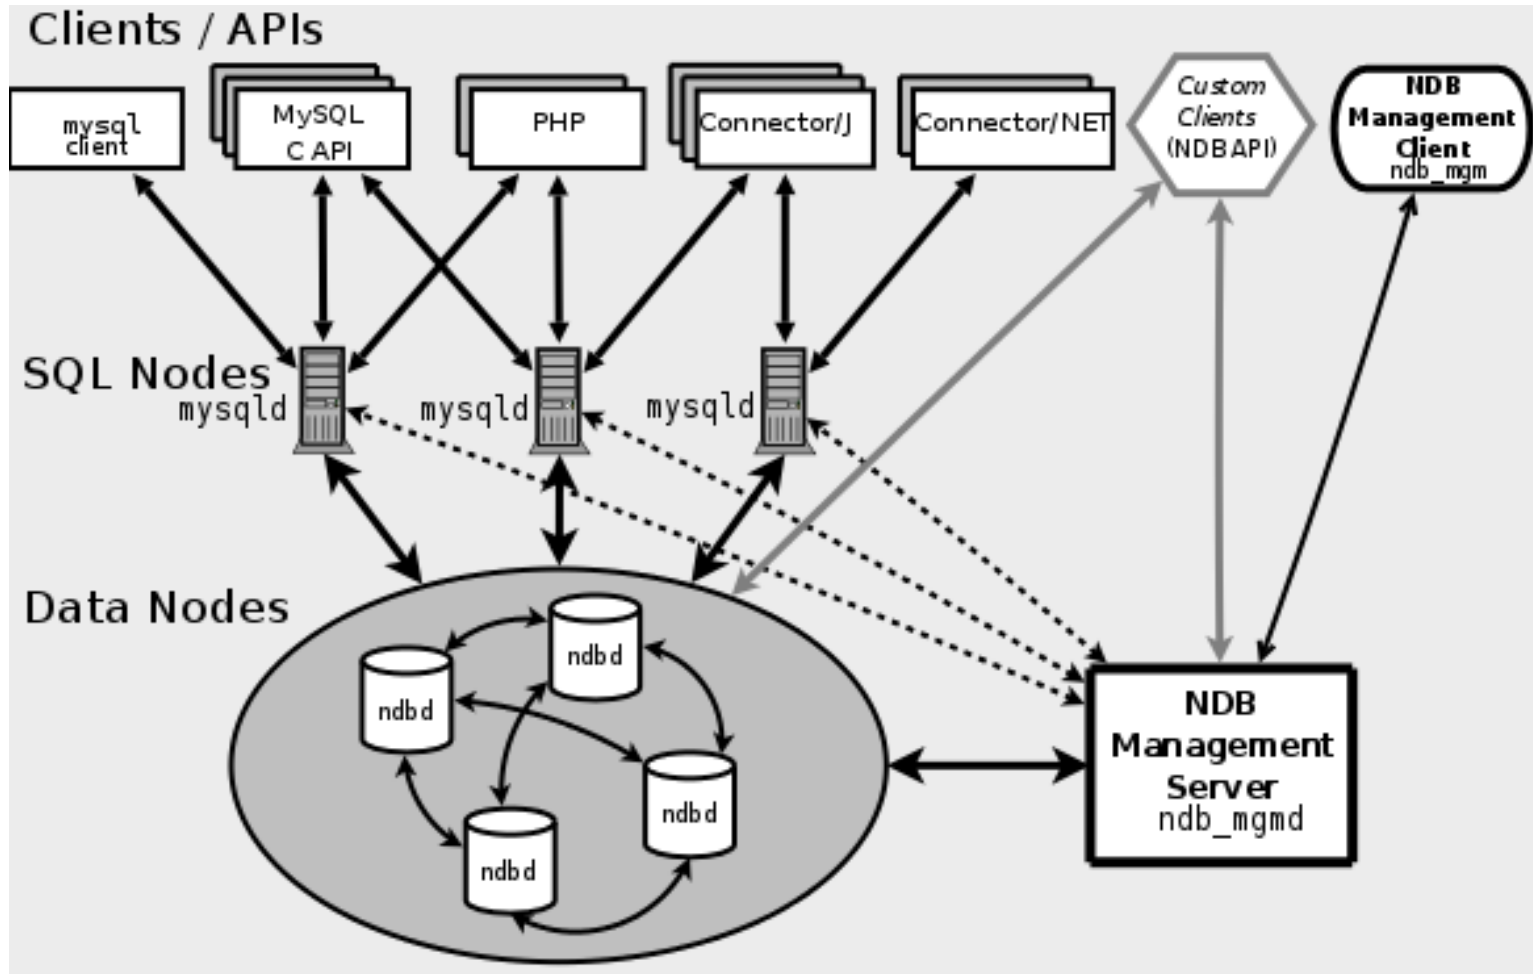 Clients / APIs
mysql
client
MySQL
C API
PHP
Connector/J
Connector/NET
Custom
Clients
(NDBAPI)
NDB
Management
Client
ndb_mgm
SQL Nodes
mysqld
mysqld
mysqld
Data Nodes
ndbd
ndbd
ndbd
ndbd
NDB
Management
Server
ndb_mgmd